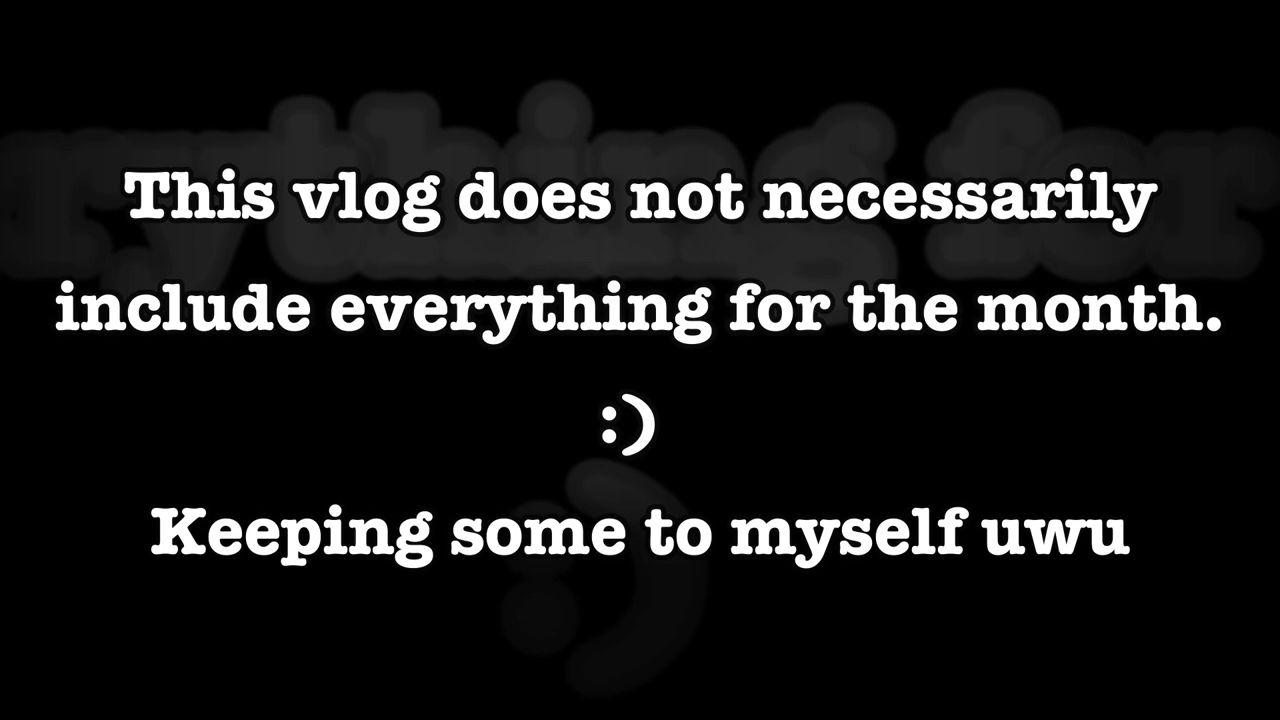 This vlog does not necessarily
include everything for the month.
:)
Keeping some to myself uwu